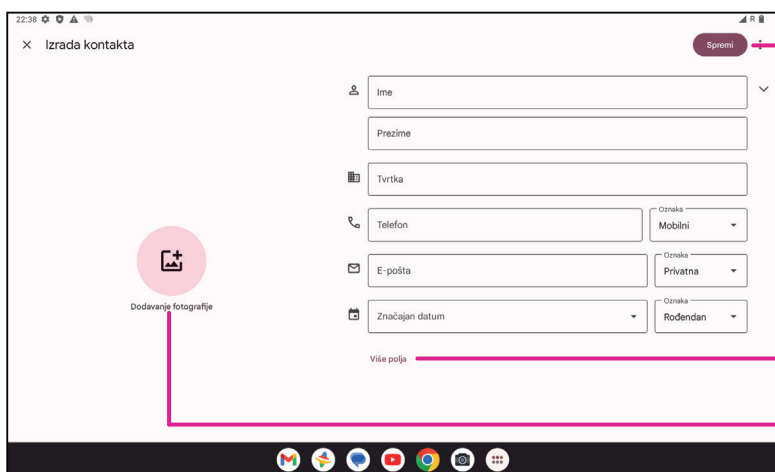 22:38
R
Izrada kontakta
Spremi
Ime
Prezime
Tvrtka
Telefon
Oznaka
Mobilni
E-pošta
Oznaka
Privatna
Dodavanje fotografije
Značajan datum
Oznaka
Rođendan
Više polja